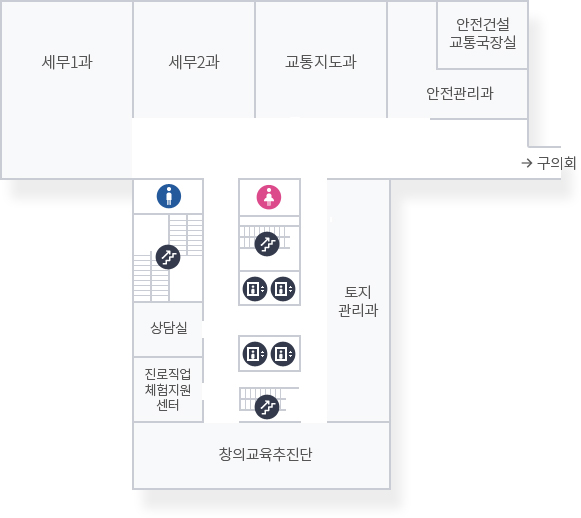 세무1과
세무2과
교통지도과
안전건설
교통국장실
안전관리과
→ 구의회
토지
관리과
상담실
진로직업
체험지원
센터
창의교육추진단